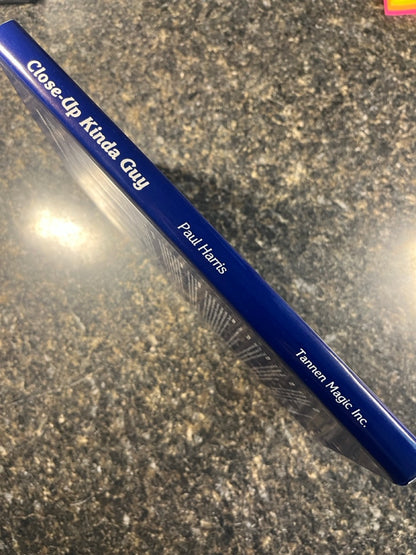 Close-Up Kinda Guy
Paul Harris
Tannen Magic Inc.